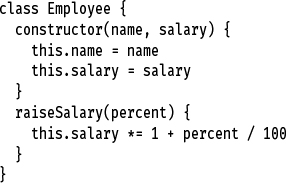 class Employee {
  constructor(name, salary) {
    this.name = name
    this.salary = salary
  }
  raiseSalary(percent) {
    this.salary *= 1 + percent / 100
  }
}